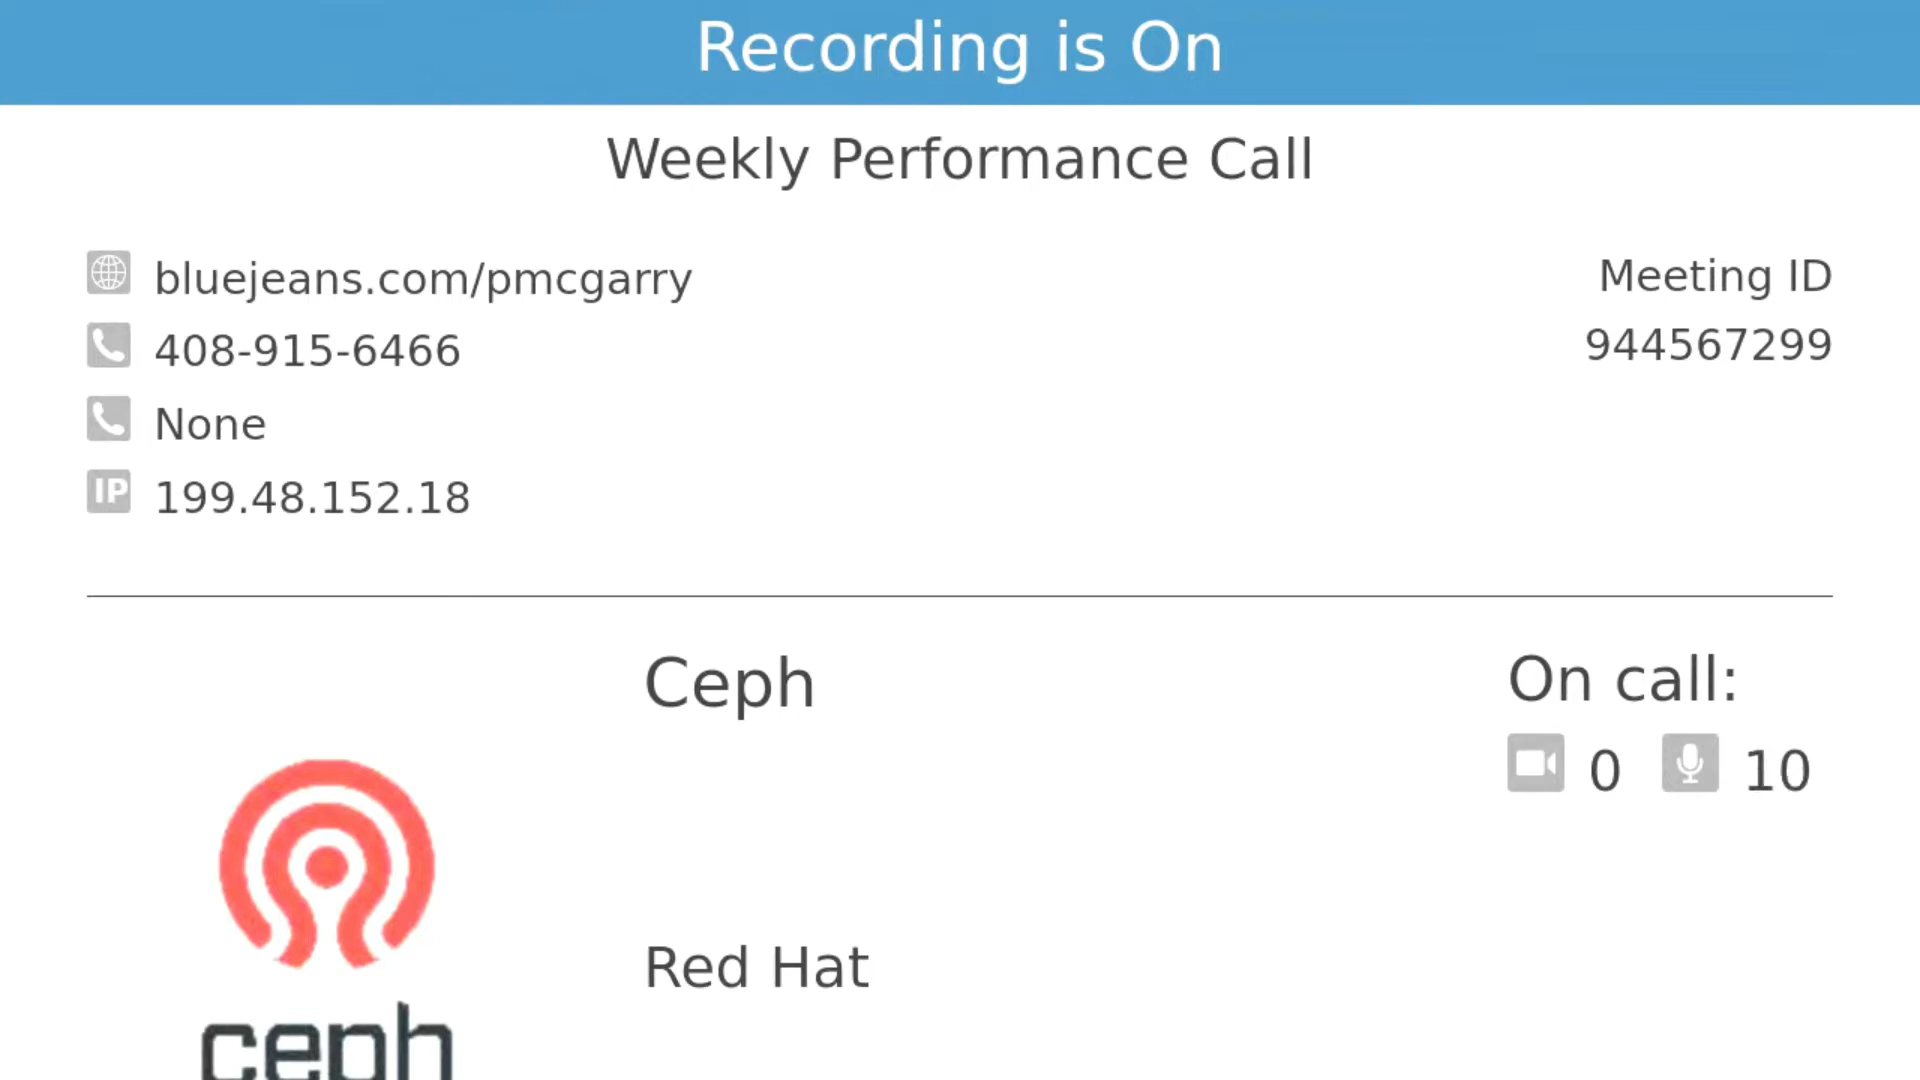 Recording is On
Weekly Performance Call
bluejeans.com/pmcgarry
408-915-6466
None
IP 199.48.152.18
Meeting ID
944567299
Ceph
On call:
0 10
Red Hat
ceph